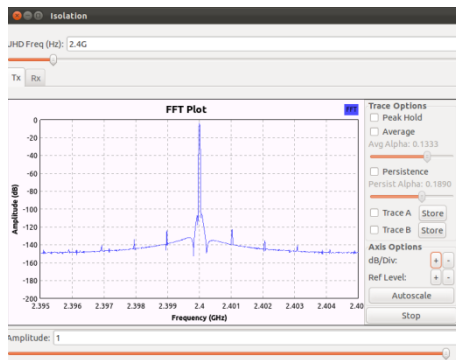 Isolation
UHD Freq (Hz): 2.4G
Tx Rx
FFT Plot
FFT
Trace Options
Peak Hold
Average
Avg Alpha: 0.1333
Persistence
Persist Alpha: 0.1890
Trace A Store
Trace B Store
Axis Options
dB/Div: + -
Ref Level: + -
Autoscale
Stop
Amplitude (dB)
0
-20
-40
-60
-80
-100
-120
-140
-160
-180
-200
2.395 2.396 2.397 2.398 2.399 2.4 2.401 2.402 2.403 2.404 2.40
Frequency (GHz)
Amplitude: 1